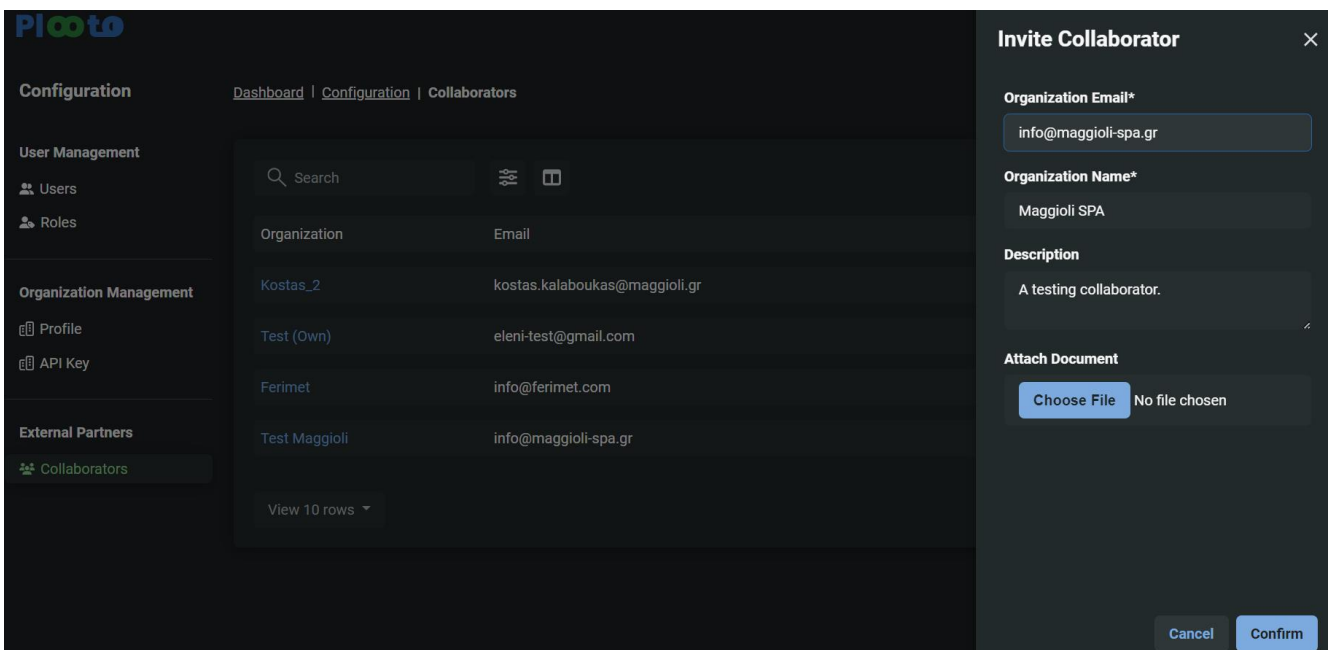 Plooto
Configuration
User Management
Users
Roles
Organization Management
Profile
API Key
External Partners
Collaborators
Dashboard | Configuration | Collaborators
Search
Organization Email
Kostas_2 kostas.kalaboukas@maggioli.gr
Test (Own) eleni-test@gmail.com
Ferimet info@ferimet.com
Test Maggioli info@maggioli-spa.gr
View 10 rows
Invite Collaborator
Organization Email*
info@maggioli-spa.gr
Organization Name*
Maggioli SPA
Description
A testing collaborator.
Attach Document
Choose File No file chosen
Cancel Confirm